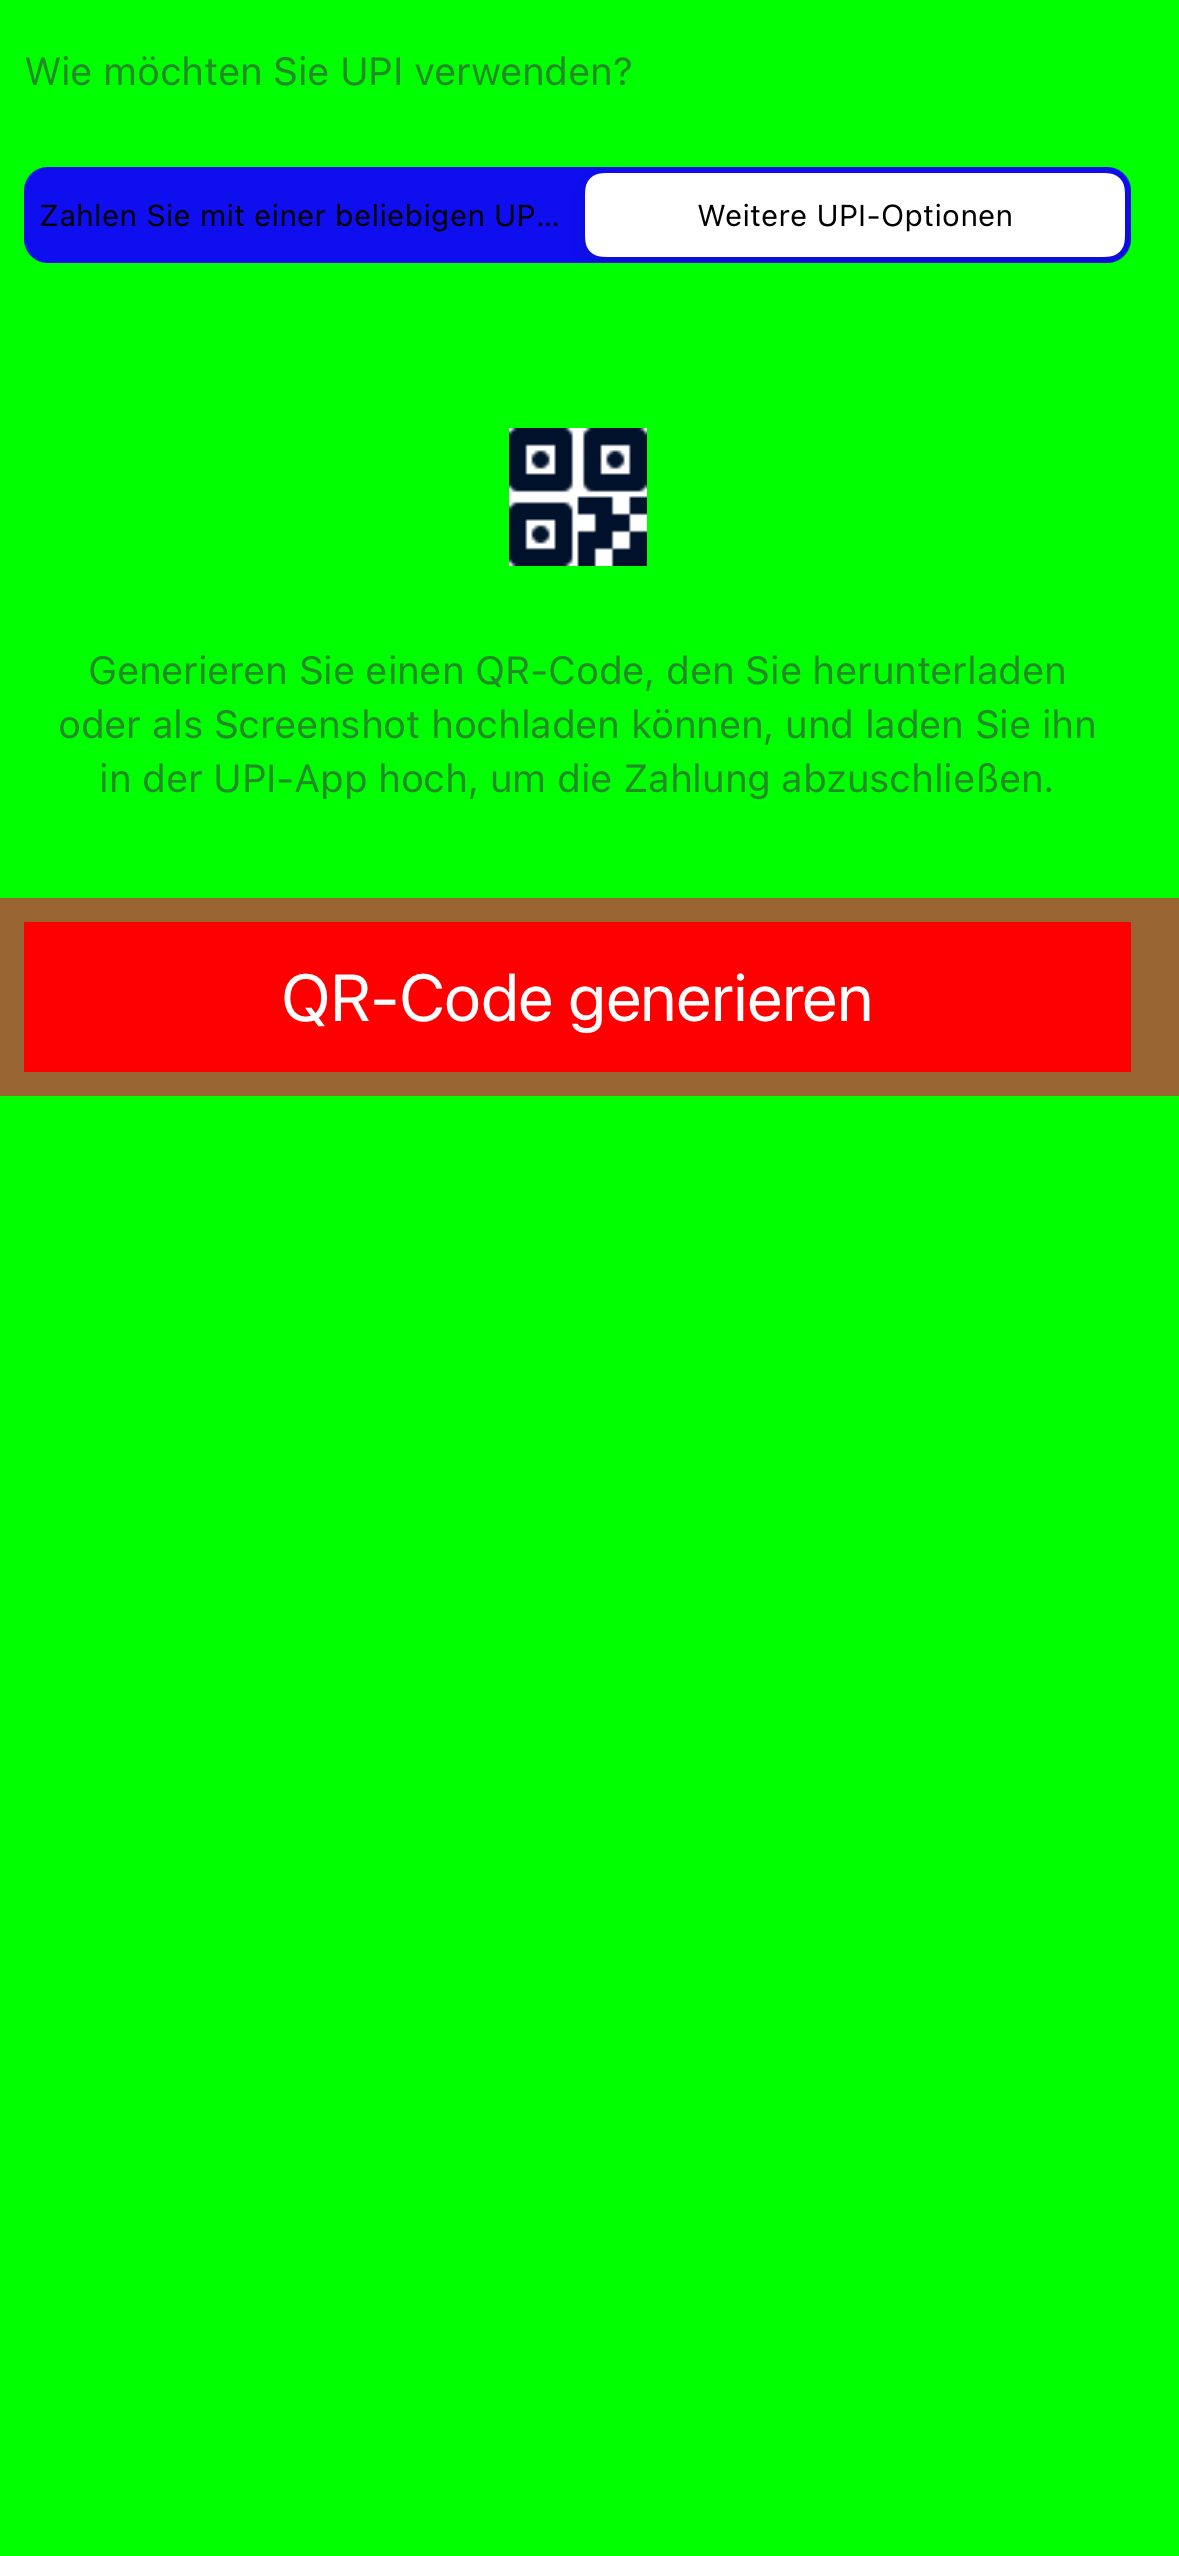 Wie möchten Sie UPI verwenden?
Zahlen Sie mit einer beliebigen UP...
Weitere UPI-Optionen
Generieren Sie einen QR-Code, den Sie herunterladen
oder als Screenshot hochladen können, und laden Sie ihn
in der UPI-App hoch, um die Zahlung abzuschließen.
QR-Code generieren